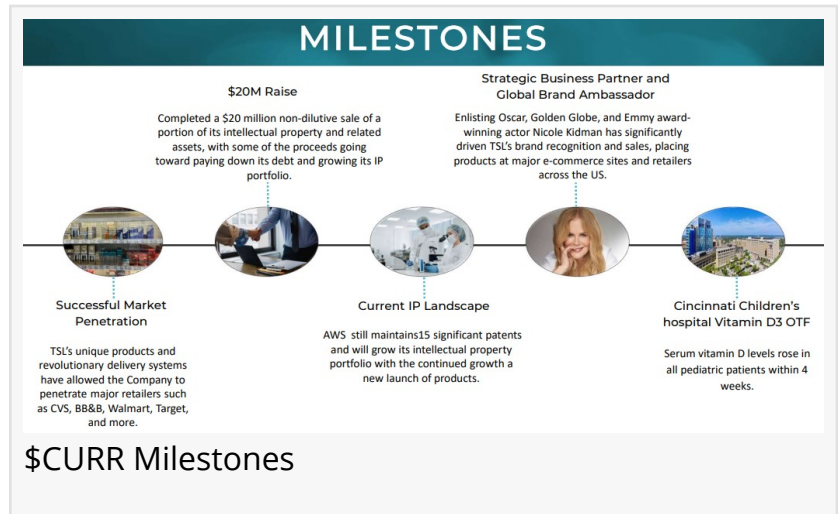 MILESTONES
$20M Raise
Completed a $20 million non-dilutive sale of a
portion of its intellectual property and related
assets, with some of the proceeds going
toward paying down its debt and growing its IP
portfolio.
Strategic Business Partner and
Global Brand Ambassador
Enlisting Oscar, Golden Globe, and Emmy award-
winning actor Nicole Kidman has significantly
driven TSL's brand recognition and sales, placing
products at major e-commerce sites and retailers
across the US.
Successful Market
Penetration
TSL's unique products and
revolutionary delivery systems
have allowed the Company to
penetrate major retailers such
as CVS, BB&B, Walmart, Target,
and more.
Current IP Landscape
AWS still maintains15 significant patents
and will grow its intellectual property
portfolio with the continued growth a
new launch of products.
Cincinnati Children's
hospital Vitamin D3 OTF
Serum vitamin D levels rose in
all pediatric patients within 4
weeks.
$CURR Milestones